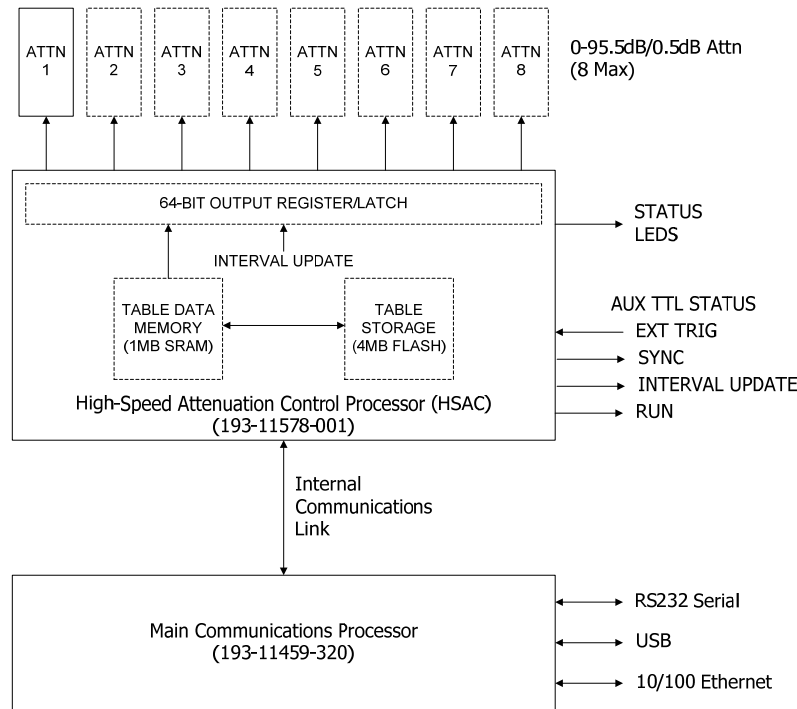 ATTN
1
ATTN
2
ATTN
3
ATTN
4
ATTN
5
ATTN
6
ATTN
7
ATTN
8
0-95.5dB/0.5dB Attn
(8 Max)
64-BIT OUTPUT REGISTER/LATCH
INTERVAL UPDATE
TABLE DATA
MEMORY
(1MB SRAM)
TABLE
STORAGE
(4MB FLASH)
High-Speed Attenuation Control Processor (HSAC)
(193-11578-001)
STATUS
LEDS
AUX TTL STATUS
EXT TRIG
SYNC
INTERVAL UPDATE
RUN
Internal
Communications
Link
Main Communications Processor
(193-11459-320)
RS232 Serial
USB
10/100 Ethernet